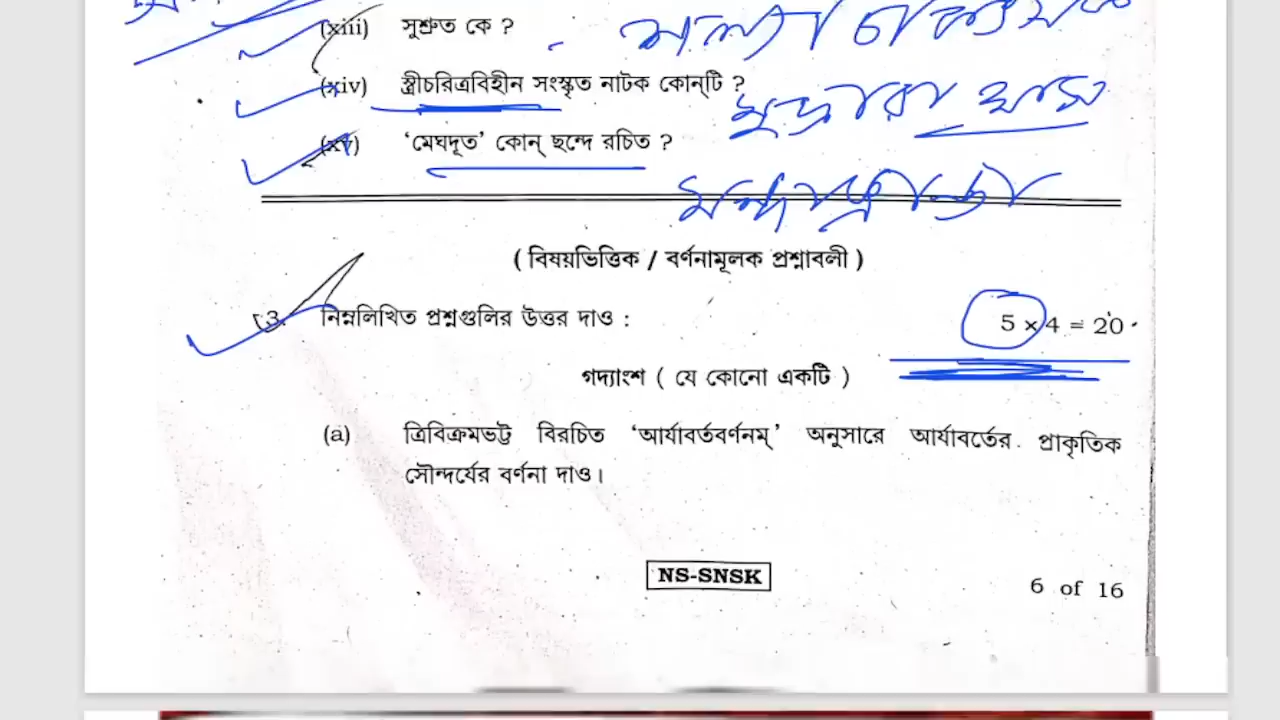 (xiii) সুশ্রুত কে ?
(xiv) স্ত্রীচরিত্রবিহীন সংস্কৃত নাটক কোন্‌টি ?
মুদ্রারাক্ষস
(xv) ‘মেঘদূত’ কোন্‌ ছন্দে রচিত ?
মন্দাক্রান্তা
( বিষয়ভিত্তিক / বর্ণনামূলক প্রশ্নাবলী )
3. নিম্নলিখিত প্রশ্নগুলির উত্তর দাও : 5 × 4 = 20
গদ্যাংশ ( যে কোনো একটি )
(a) ত্রিবিক্রমভট্ট বিরচিত ‘আর্যাবর্তবর্ণনম্‌’ অনুসারে আর্যাবর্তের প্রাকৃতিক
সৌন্দর্যের বর্ণনা দাও।
NS-SNSK
6 of 16